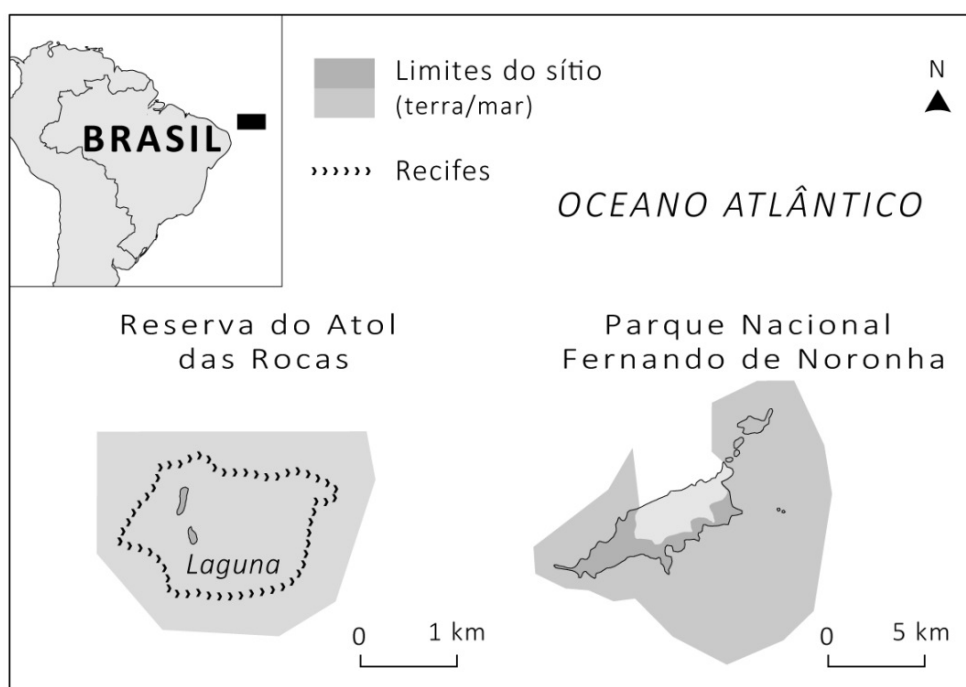 BRASIL
Limites do sítio
(terra/mar)
Recifes
N
OCEANO ATLÂNTICO
Reserva do Atol
das Rocas
Parque Nacional
Fernando de Noronha
Laguna
0 1 km
0 5 km